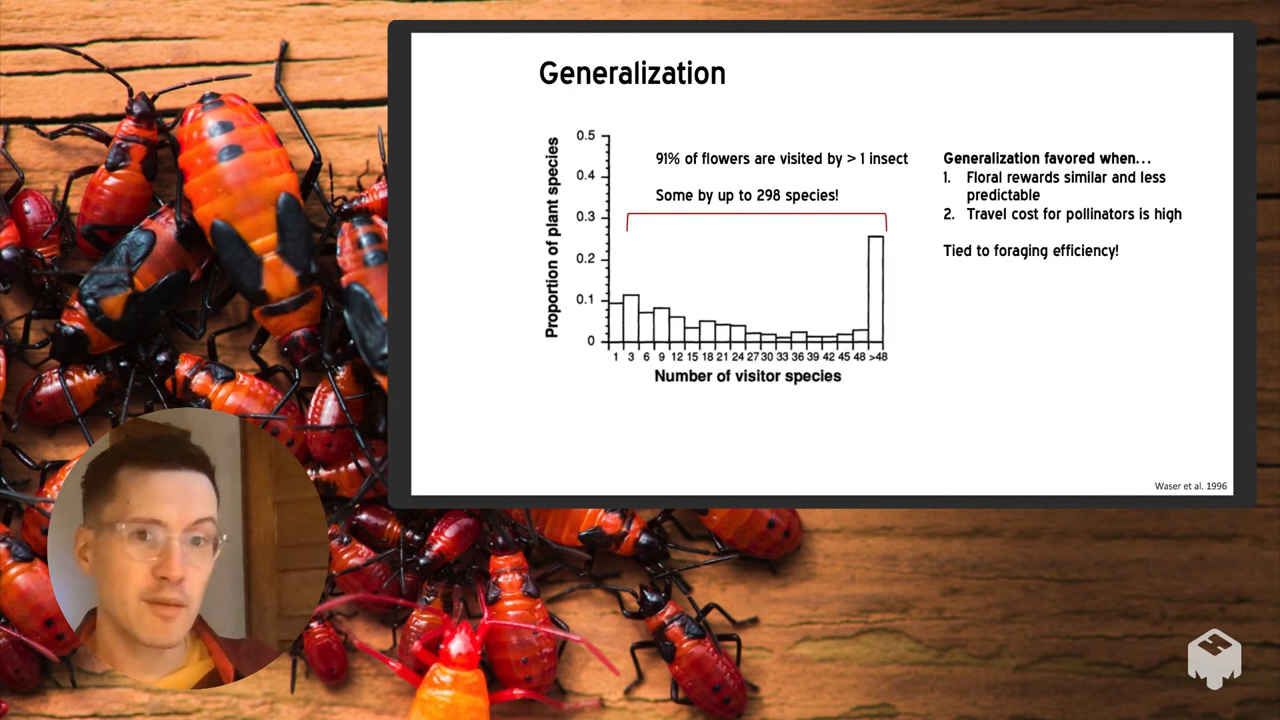 Generalization
Proportion of plant species
0.5
0.4
0.3
0.2
0.1
0
91% of flowers are visited by > 1 insect
Some by up to 298 species!
1 3 6 9 12 15 18 21 24 27 30 33 36 39 42 45 48 >48
Number of visitor species
Generalization favored when...
1. Floral rewards similar and less
predictable
2. Travel cost for pollinators is high
Tied to foraging efficiency!
Waser et al. 1996